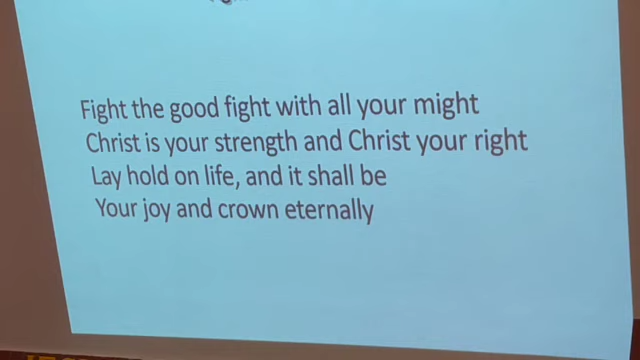 Fight the good fight with all your might
Christ is your strength and Christ your right
Lay hold on life, and it shall be
Your joy and crown eternally